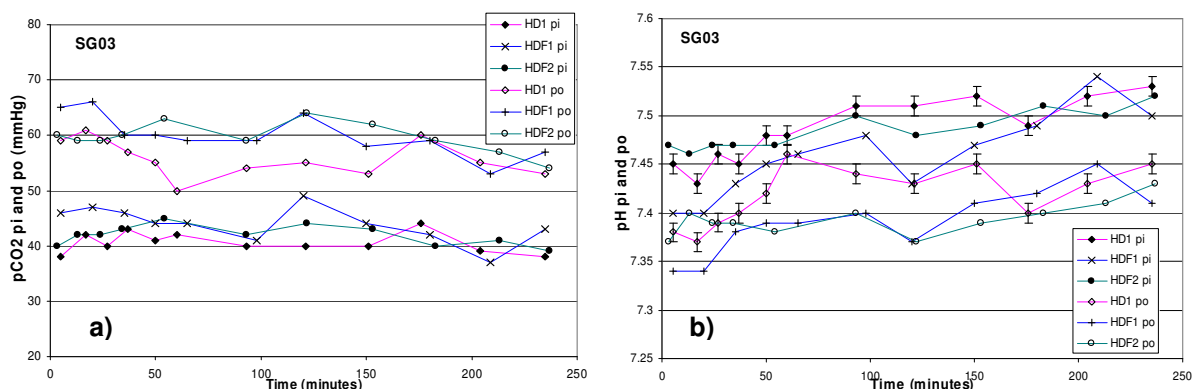 SG03
HD1 pi
HDF1 pi
HDF2 pi
HD1 po
HDF1 po
HDF2 po
80
70
60
50
40
30
20
pCO2 pi and po (mmHg)
a)
0 50 100 150 200 250
Time (minutes)
SG03
7.6
7.55
7.5
7.45
7.4
7.35
7.3
7.25
pH pi and po
HD1 pi
HDF1 pi
HDF2 pi
HD1 po
HDF1 po
HDF2 po
b)
0 50 100 150 200 250
Time (minutes)